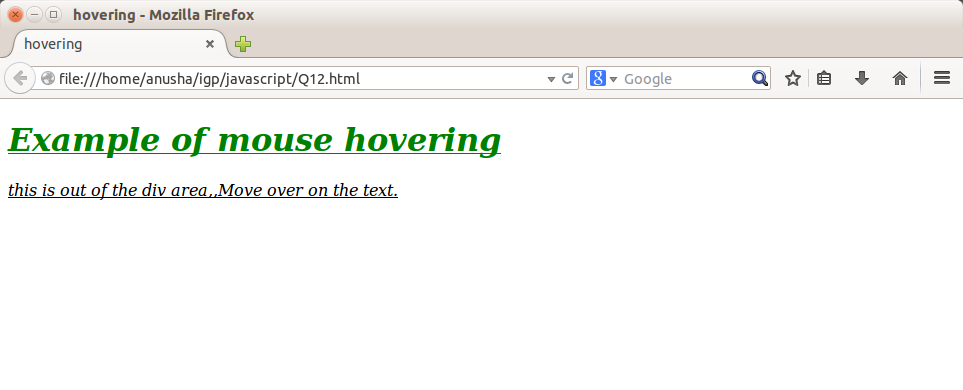 hovering - Mozilla Firefox
hovering
file:///home/anusha/igp/javascript/Q12.html
Google
Example of mouse hovering
this is out of the div area,,Move over on the text.